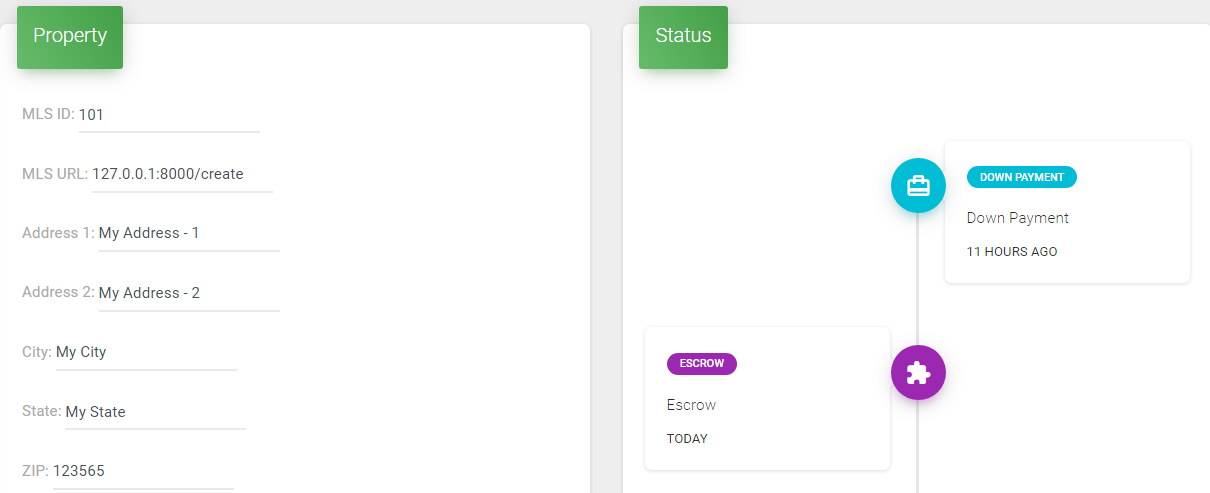 Property
MLS ID: 101
MLS URL: 127.0.0.1:8000/create
Address 1: My Address - 1
Address 2: My Address - 2
City: My City
State: My State
ZIP: 123565
Status
DOWN PAYMENT
Down Payment
11 HOURS AGO
ESCROW
Escrow
TODAY